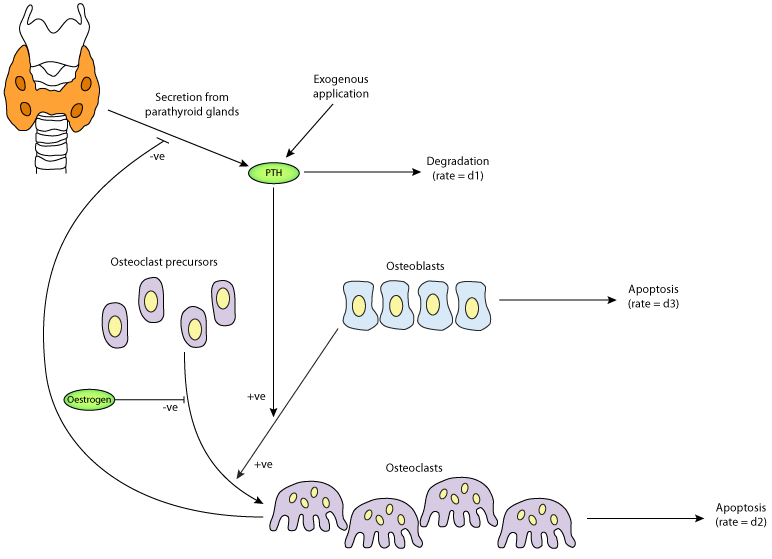 Exogenous
application
Secretion from
parathyroid glands
-ve
PTH
Degradation
(rate = d1)
Osteoclast precursors
Osteoblasts
Apoptosis
(rate = d3)
Oestrogen
-ve
+ve
+ve
Osteoclasts
Apoptosis
(rate = d2)